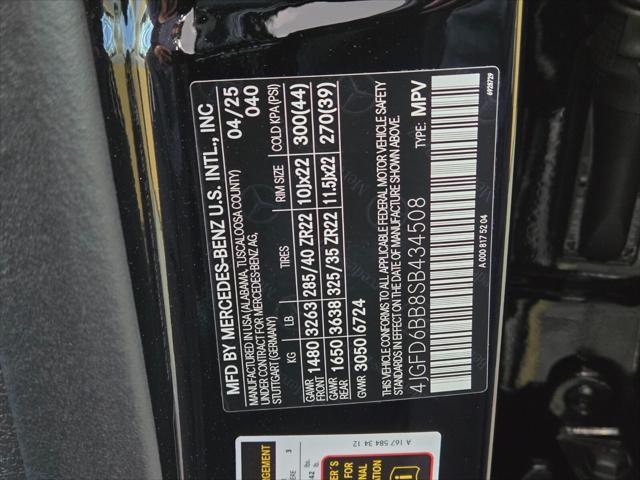 MFD BY MERCEDES-BENZ U.S. INTL., INC
MANUFACTURED IN USA (ALABAMA, TUSCALOOSA COUNTY) 04/25
UNDER CONTRACT FOR MERCEDES-BENZ AG, 040
STUTTGART (GERMANY)
KG LB TIRES RIM SIZE COLD KPA (PSI)
GAWR FRONT 1480 3263 285/40 ZR22 10Jx22 300(44)
GAWR REAR 1650 3638 325/35 ZR22 11.5Jx22 270(39)
GVWR 3050 6724
THIS VEHICLE CONFORMS TO ALL APPLICABLE FEDERAL MOTOR VEHICLE SAFETY
STANDARDS IN EFFECT ON THE DATE OF MANUFACTURE SHOWN ABOVE.
4JGFD6BB8SB434508 TYPE: MPV
A 000 817 52 04
6928729
A 167 584 34 12